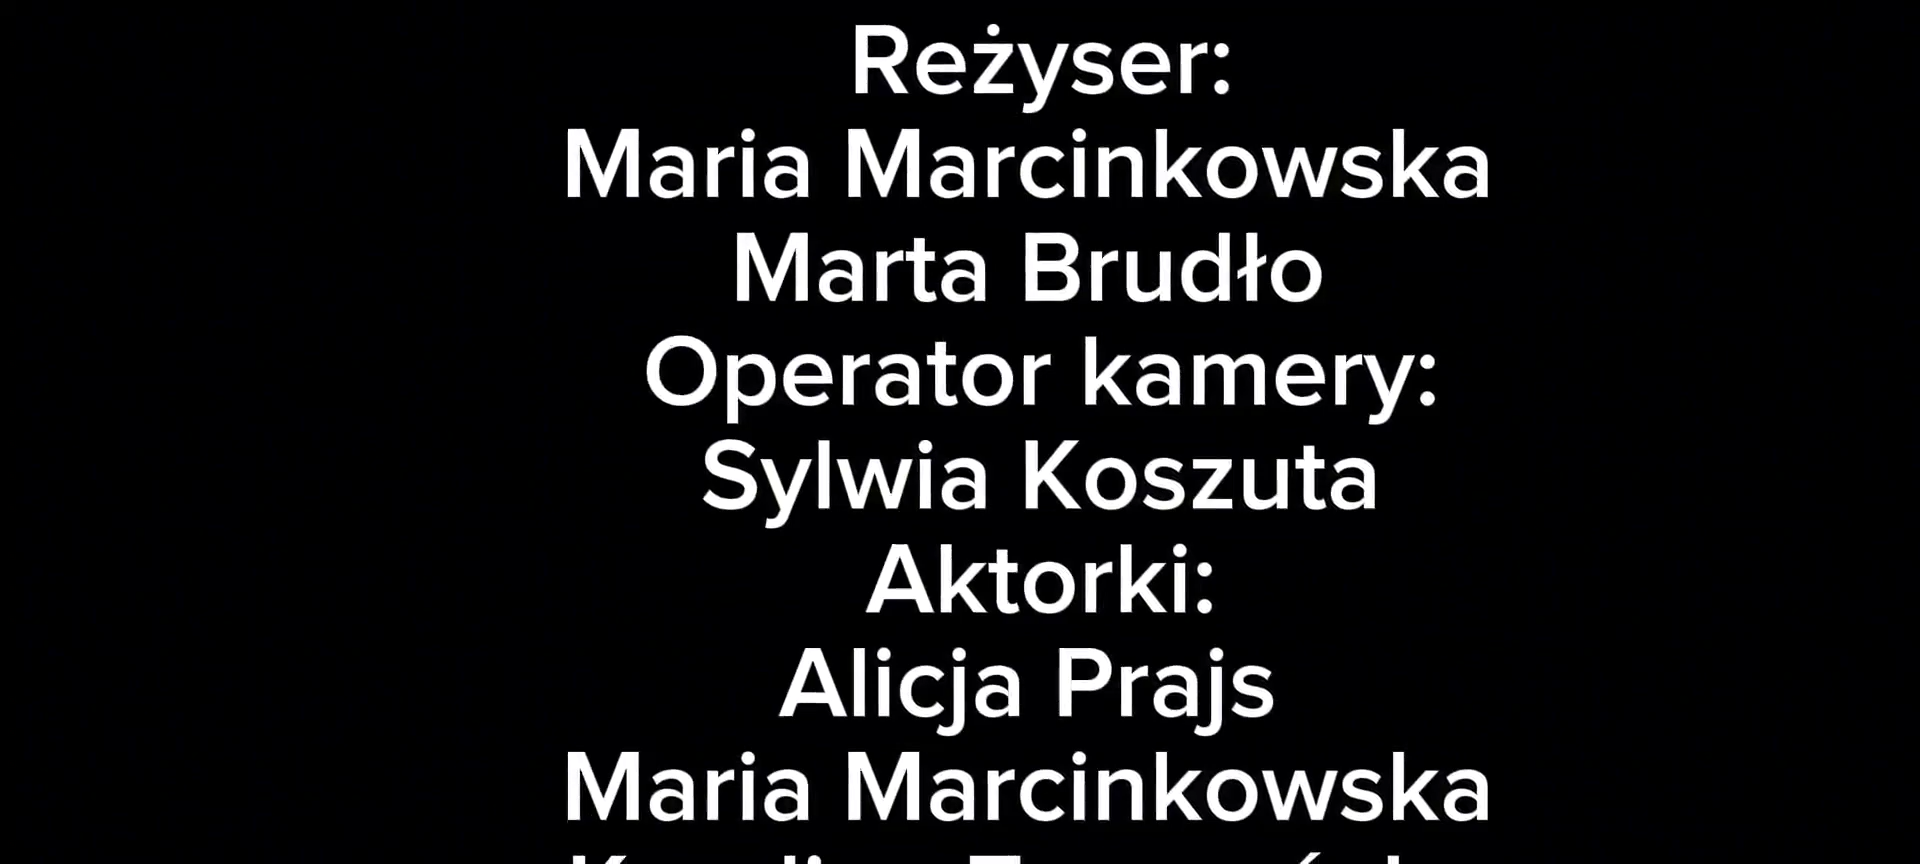 Reżyser:
Maria Marcinkowska
Marta Brudło
Operator kamery:
Sylwia Koszuta
Aktorki:
Alicja Prajs
Maria Marcinkowska